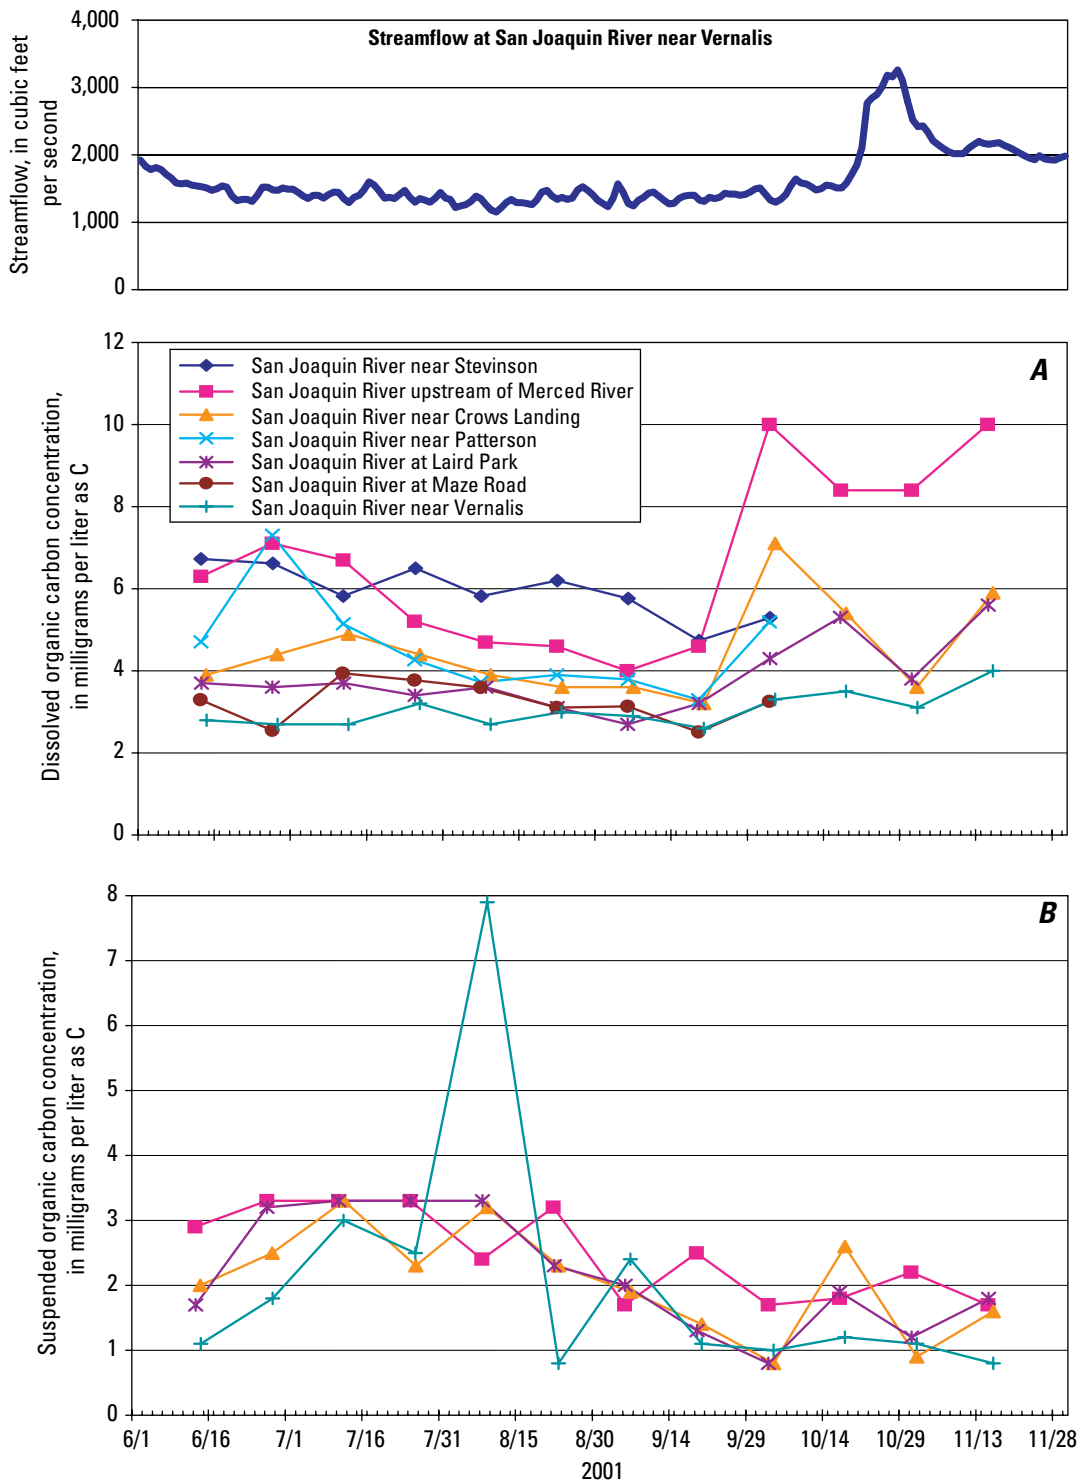 Streamflow at San Joaquin River near Vernalis
Streamflow, in cubic feet
per second
4,000
3,000
2,000
1,000
0
A
Dissolved organic carbon concentration,
in milligrams per liter as C
12
10
8
6
4
2
0
San Joaquin River near Stevinson
San Joaquin River upstream of Merced River
San Joaquin River near Crows Landing
San Joaquin River near Patterson
San Joaquin River at Laird Park
San Joaquin River at Maze Road
San Joaquin River near Vernalis
B
Suspended organic carbon concentration,
in milligrams per liter as C
8
7
6
5
4
3
2
1
0
6/1 6/16 7/1 7/16 7/31 8/15 8/30 9/14 9/29 10/14 10/29 11/13 11/28
2001